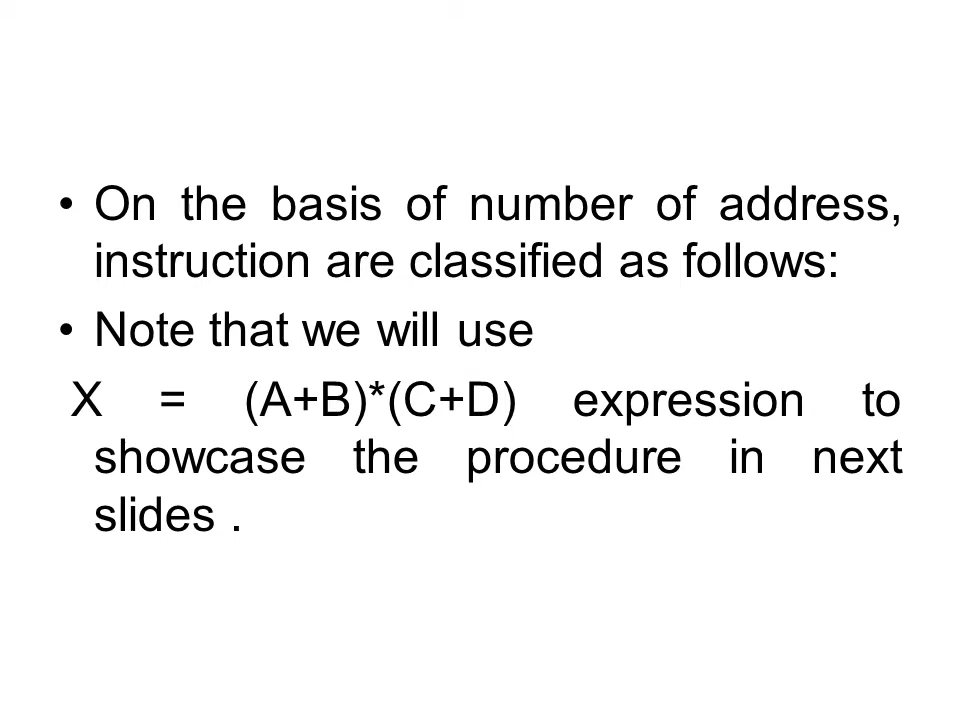 • On the basis of number of address,
instruction are classified as follows:
• Note that we will use
X = (A+B)*(C+D) expression to
showcase the procedure in next
slides .